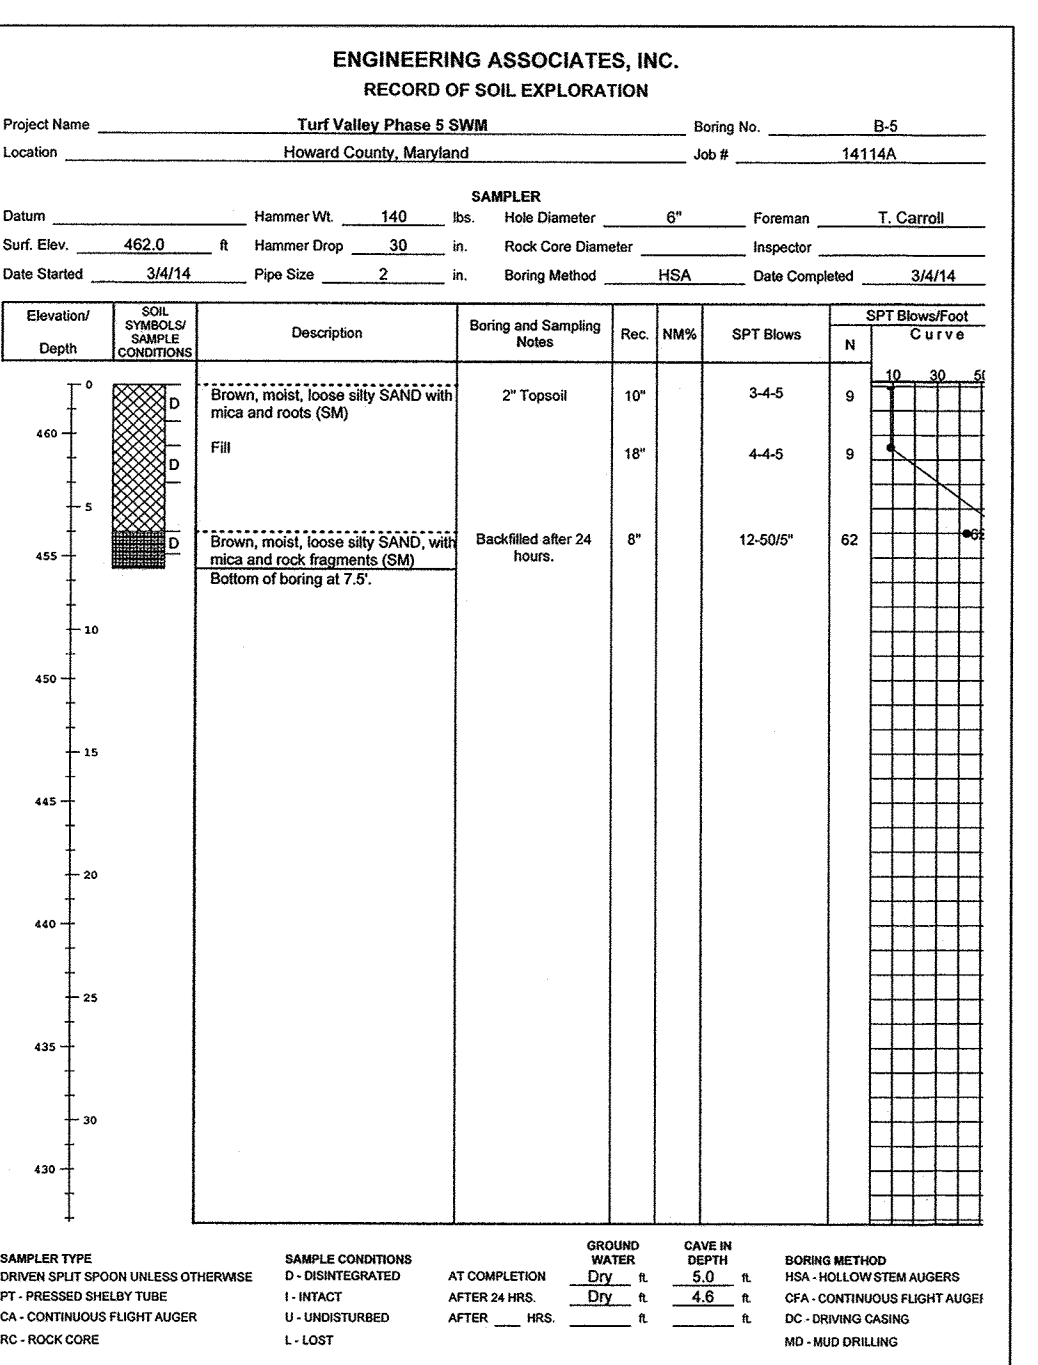 ENGINEERING ASSOCIATES, INC.
RECORD OF SOIL EXPLORATION
Project Name Turf Valley Phase 5 SWM Boring No. B-5
Location Howard County, Maryland Job # 14114A
SAMPLER
Datum Hammer Wt. 140 lbs. Hole Diameter 6" Foreman T. Carroll
Surf. Elev. 462.0 ft Hammer Drop 30 in. Rock Core Diameter Inspector
Date Started 3/4/14 Pipe Size 2 in. Boring Method HSA Date Completed 3/4/14
Elevation/ Depth
SOIL SYMBOLS/ SAMPLE CONDITIONS
Description
Boring and Sampling Notes
Rec.
NM%
SPT Blows
SPT Blows/Foot
N
Curve
10 30 50
0
D
Brown, moist, loose silty SAND with 2" Topsoil 10" 3-4-5 9
mica and roots (SM)
460
Fill 18" 4-4-5 9
D
5
D
Brown, moist, loose silty SAND, with Backfilled after 24 8" 12-50/5" 62
455
mica and rock fragments (SM) hours.
Bottom of boring at 7.5'.
10
450
15
445
20
440
25
435
30
430
GROUND WATER
CAVE IN DEPTH
SAMPLER TYPE SAMPLE CONDITIONS BORING METHOD
DRIVEN SPLIT SPOON UNLESS OTHERWISE D - DISINTEGRATED AT COMPLETION Dry ft. 5.0 ft. HSA - HOLLOW STEM AUGERS
PT - PRESSED SHELBY TUBE I - INTACT AFTER 24 HRS. Dry ft. 4.6 ft. CFA - CONTINUOUS FLIGHT AUGE
CA - CONTINUOUS FLIGHT AUGER U - UNDISTURBED AFTER ___ HRS. ft. ft. DC - DRIVING CASING
RC - ROCK CORE L - LOST MD - MUD DRILLING